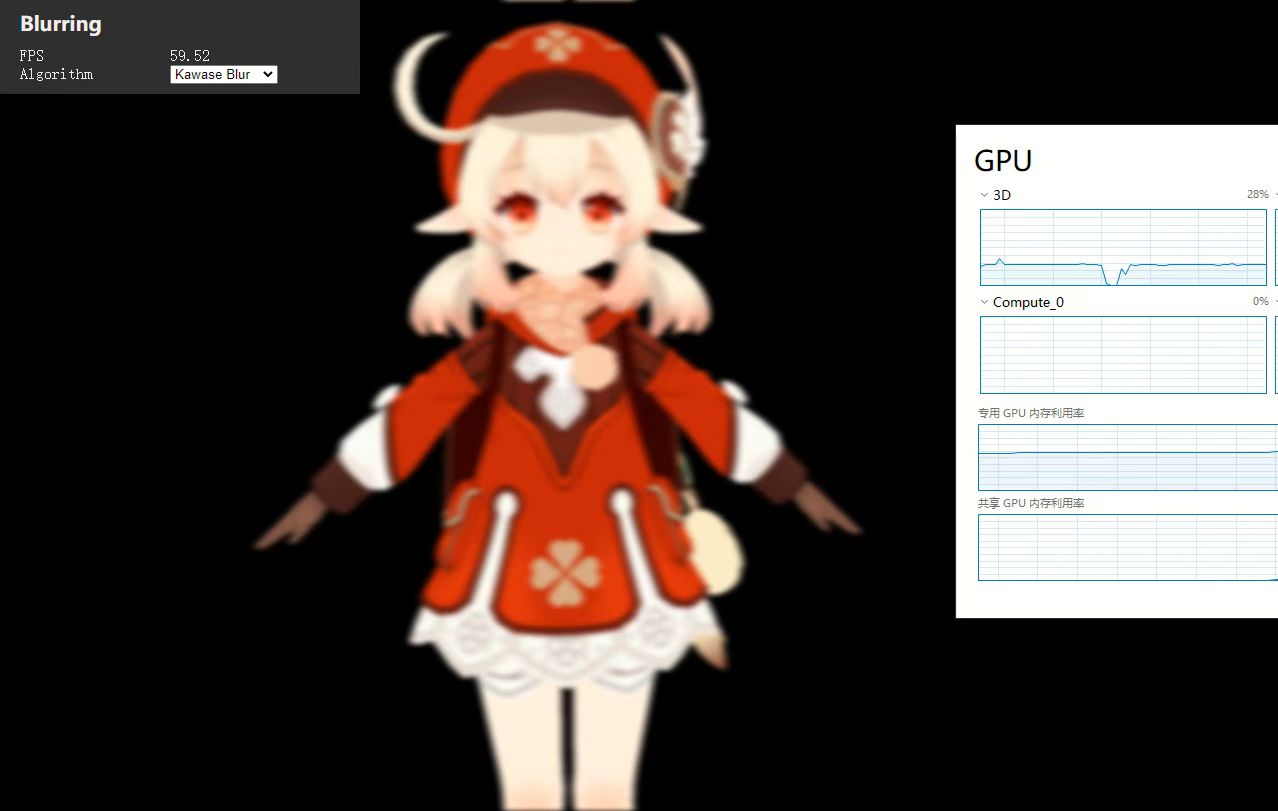 Blurring
FPS 59.52
Algorithm Kawase Blur
GPU
3D 28%
Compute_0 0%
专用 GPU 内存利用率
共享 GPU 内存利用率